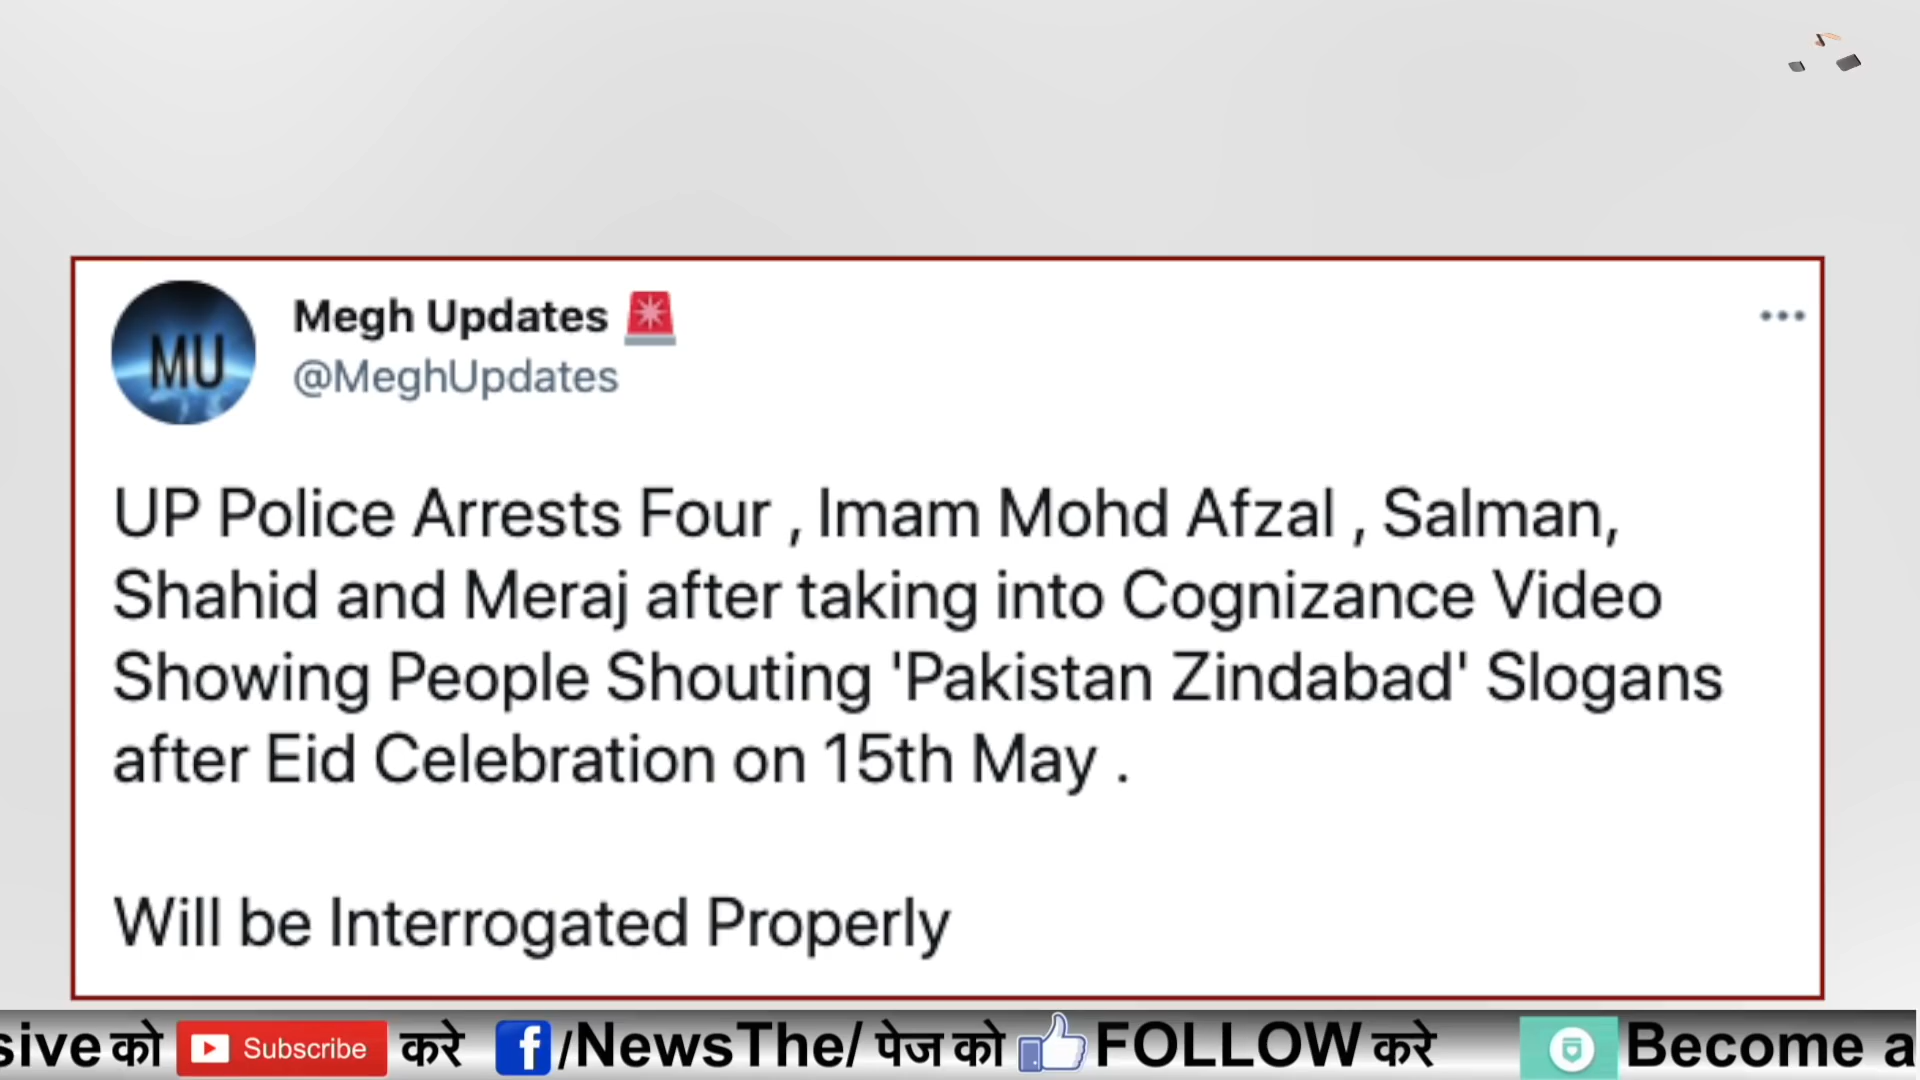 MU
Megh Updates
@MeghUpdates
UP Police Arrests Four , Imam Mohd Afzal , Salman,
Shahid and Meraj after taking into Cognizance Video
Showing People Shouting 'Pakistan Zindabad' Slogans
after Eid Celebration on 15th May .
Will be Interrogated Properly
sive को Subscribe करे f/NewsThe/ पेज को FOLLOW करे Become a